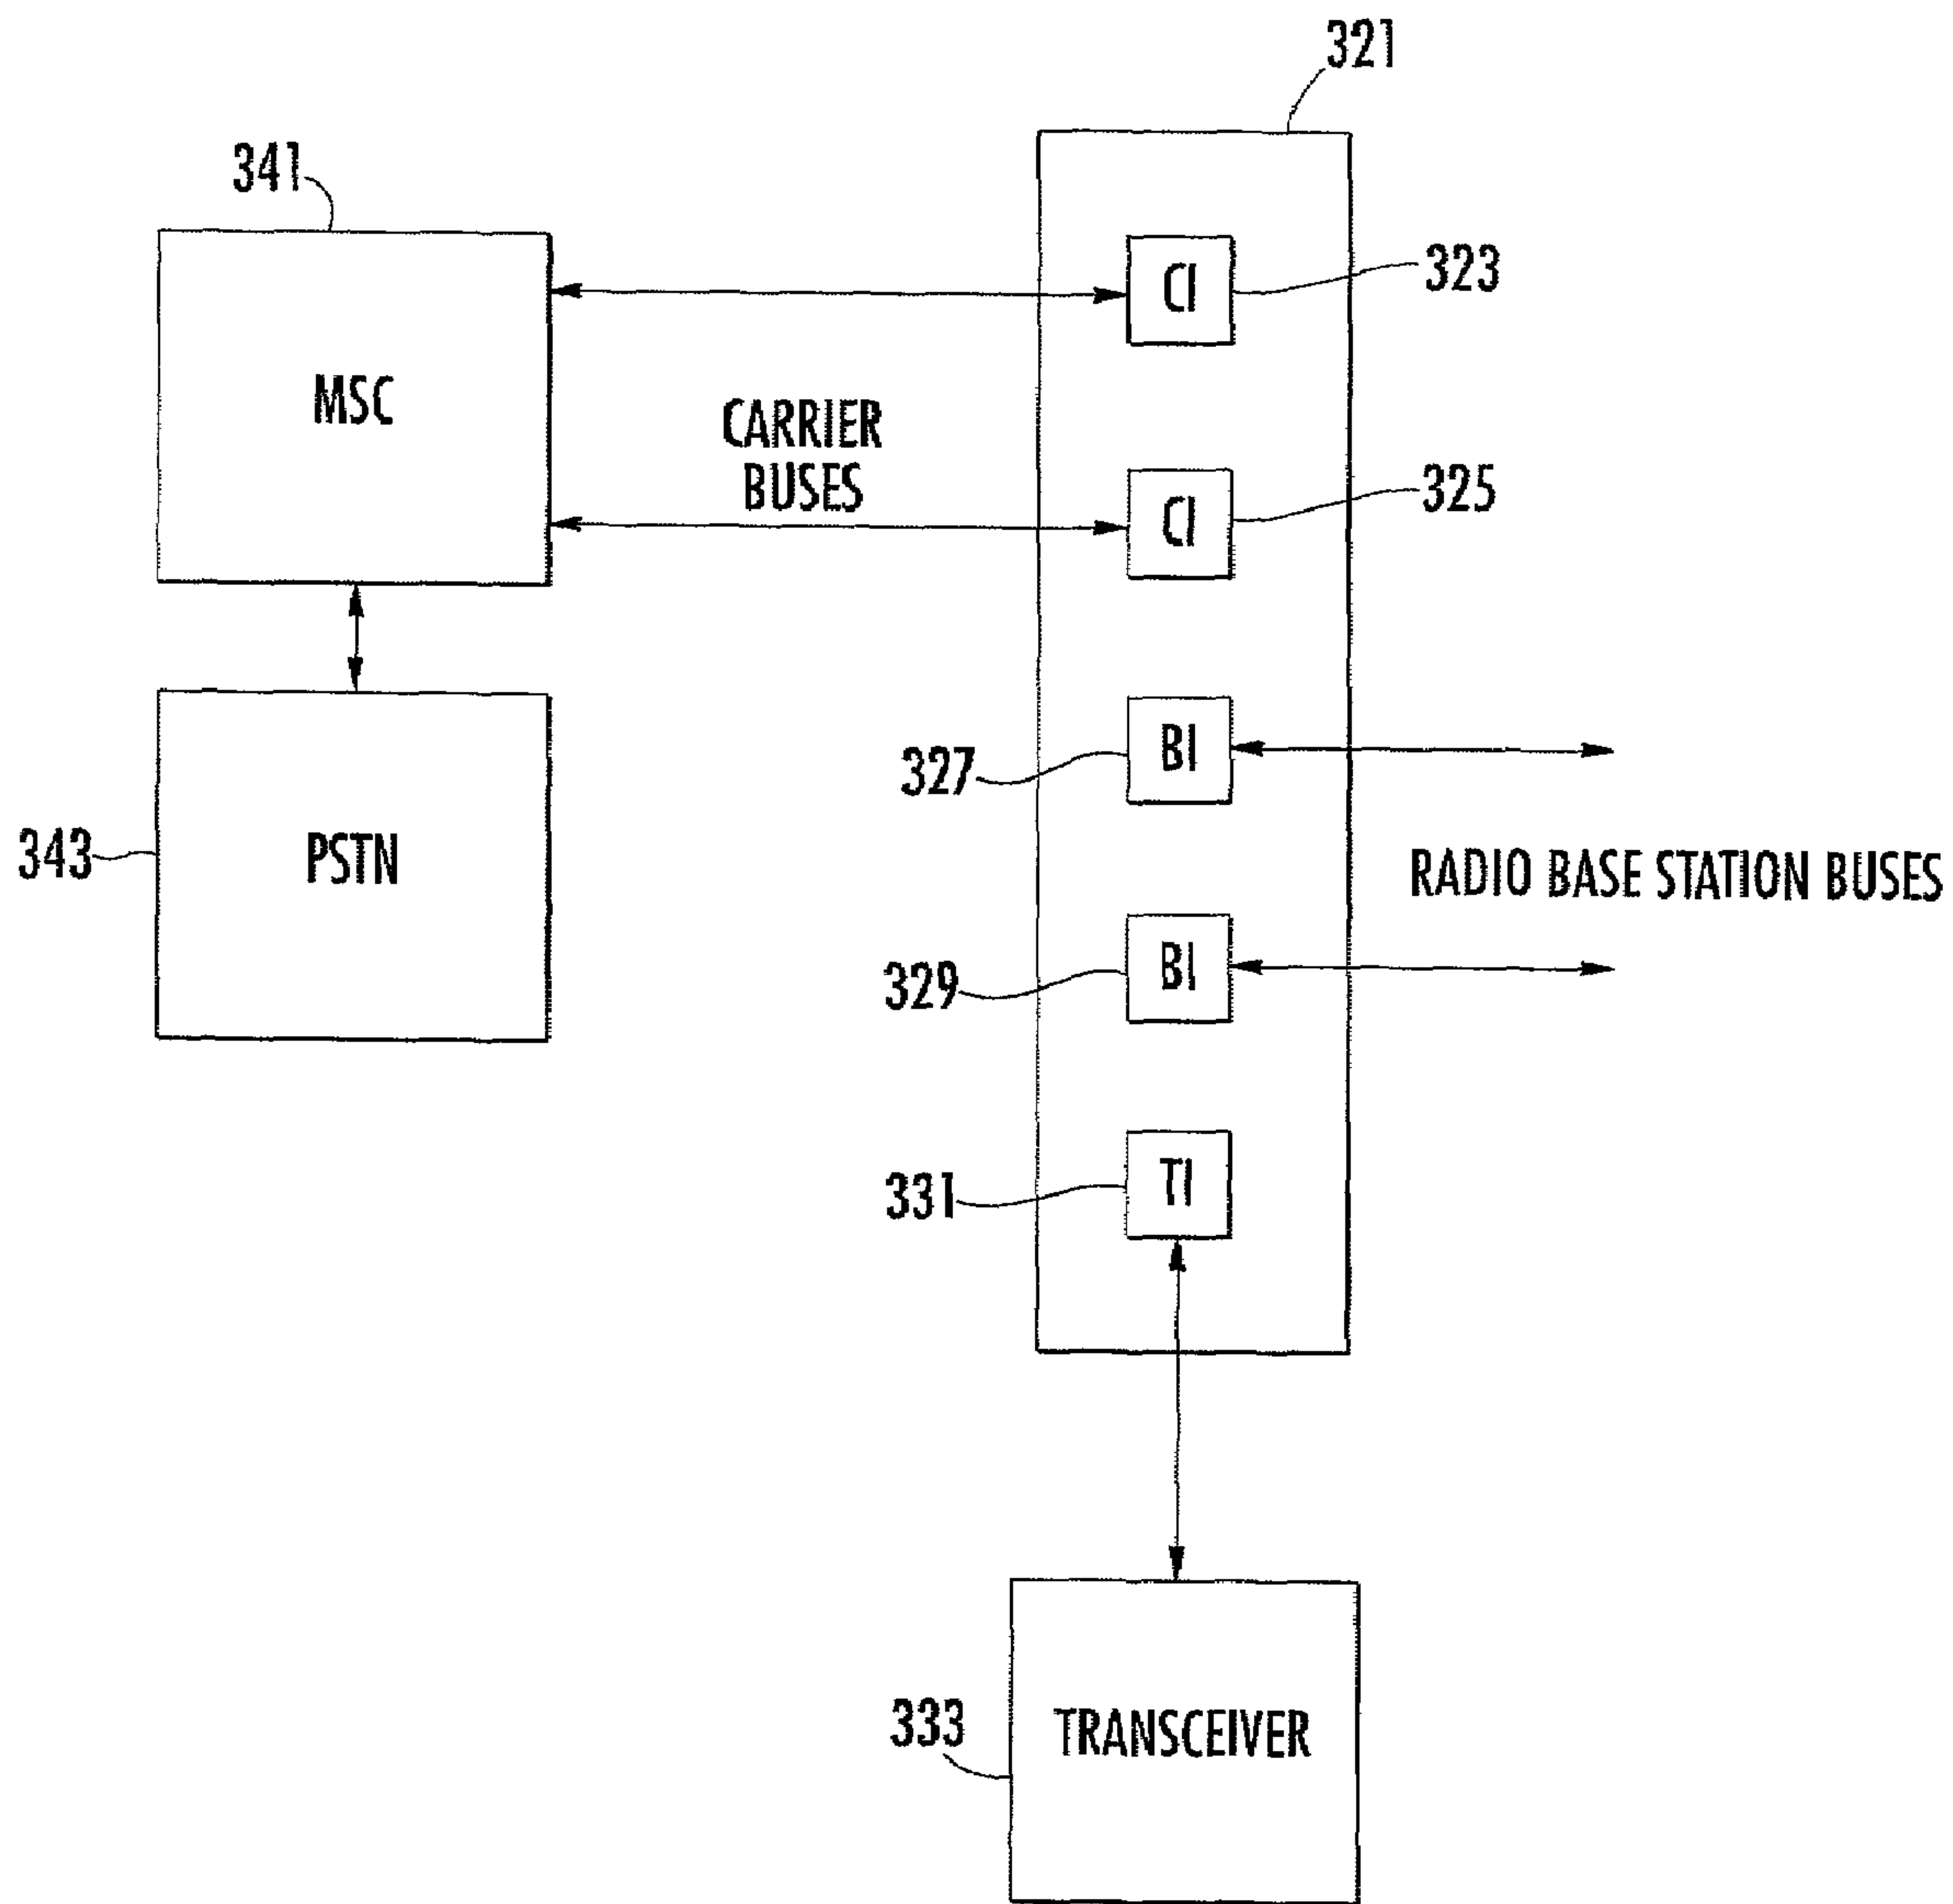 321
341
323
CI
MSC
CARRIER
BUSES
325
CI
327
BI
343
PSTN
RADIO BASE STATION BUSES
329
BI
331
TI
333
TRANSCEIVER